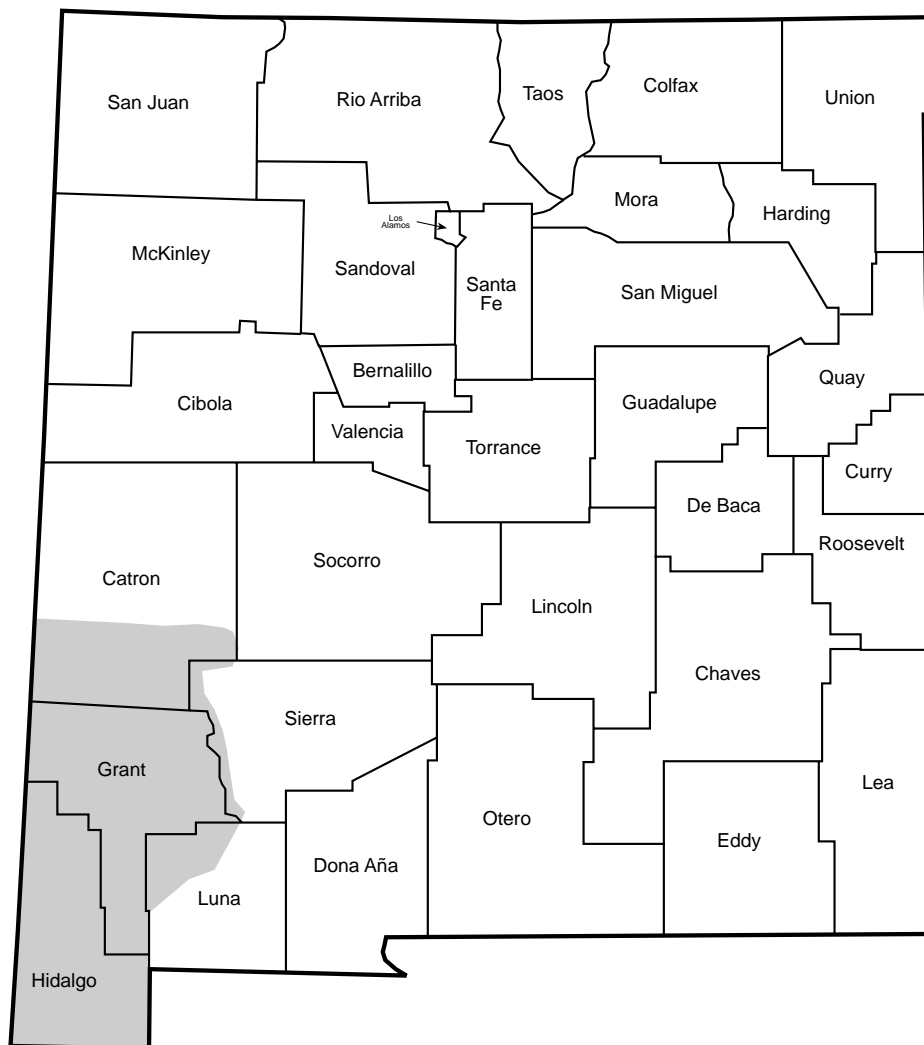 San Juan
Rio Arriba
Taos
Colfax
Union
Mora
Harding
Los
Alamos
McKinley
Sandoval
Santa
Fe
San Miguel
Bernalillo
Quay
Cibola
Guadalupe
Valencia
Torrance
Curry
De Baca
Roosevelt
Socorro
Catron
Lincoln
Chaves
Sierra
Grant
Lea
Otero
Eddy
Dona Aña
Luna
Hidalgo